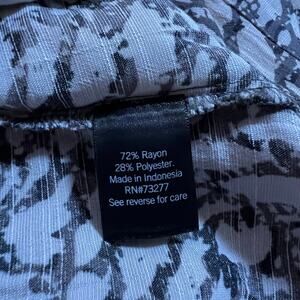 72% Rayon
28% Polyester.
Made in Indonesia
RN#73277
See reverse for care